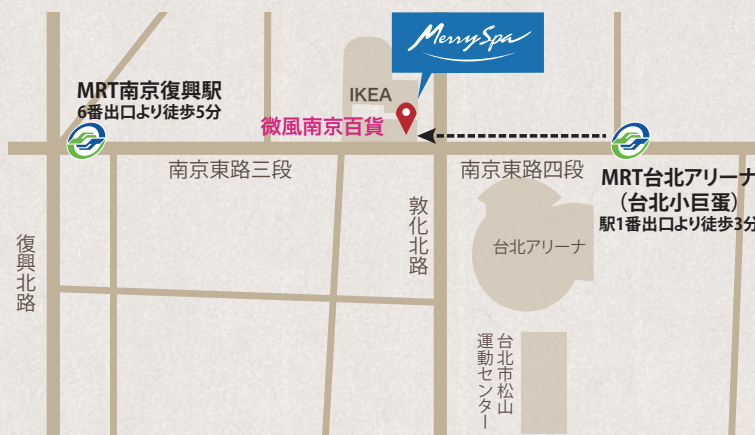 Merry Spa
MRT南京復興駅
6番出口より徒歩5分
IKEA
微風南京百貨
南京東路三段
南京東路四段
MRT台北アリーナ
(台北小巨蛋)
駅1番出口より徒歩3分
復興北路
敦化北路
台北アリーナ
台北市松山
運動センター